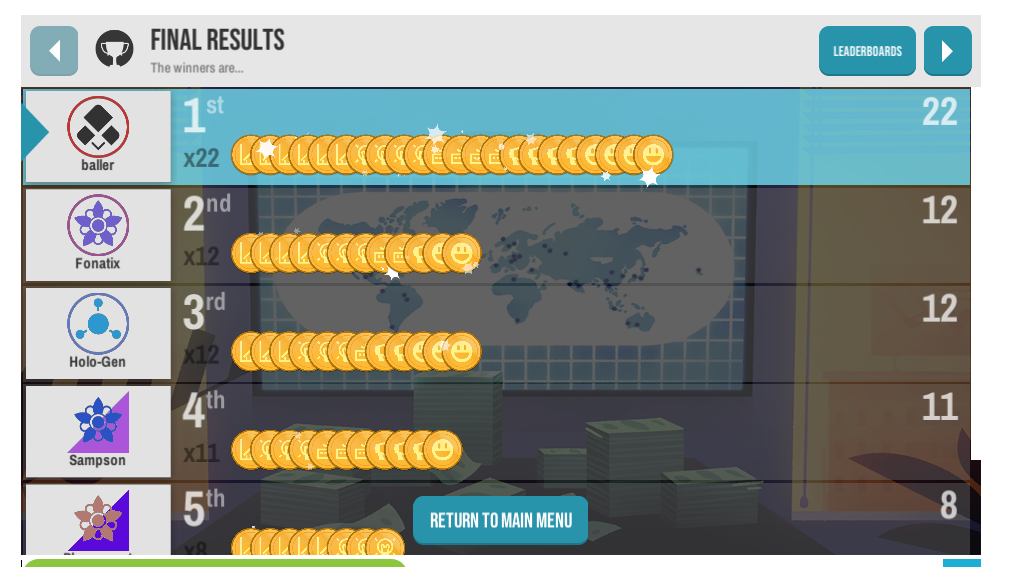 FINAL RESULTS
The winners are...
LEADERBOARDS
baller
1st
x22
22
Fonatix
2nd
x12
12
Holo-Gen
3rd
x12
12
Sampson
4th
x11
11
5th
x8
8
RETURN TO MAIN MENU